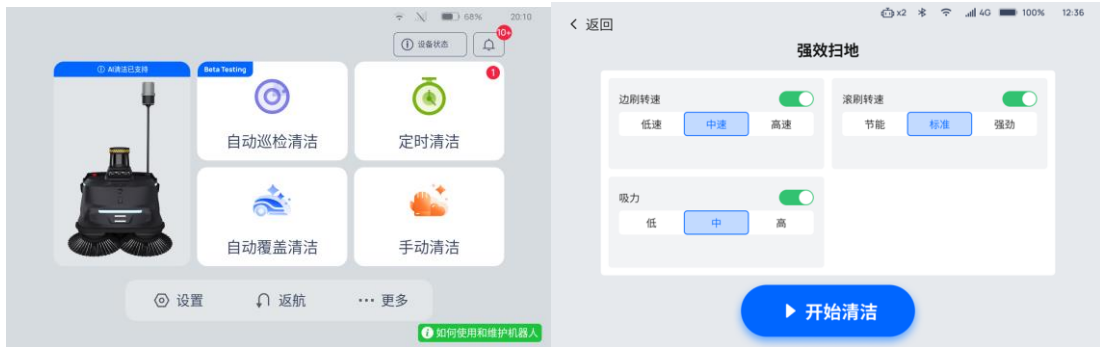 68%
20:10
设备状态
10+
AI清洁已支持
Beta Testing
自动巡检清洁
1
定时清洁
自动覆盖清洁
手动清洁
设置
返航
更多
如何使用和维护机器人
x2
4G
100%
12:36
返回
强效扫地
边刷转速
低速
中速
高速
滚刷转速
节能
标准
强劲
吸力
低
中
高
开始清洁